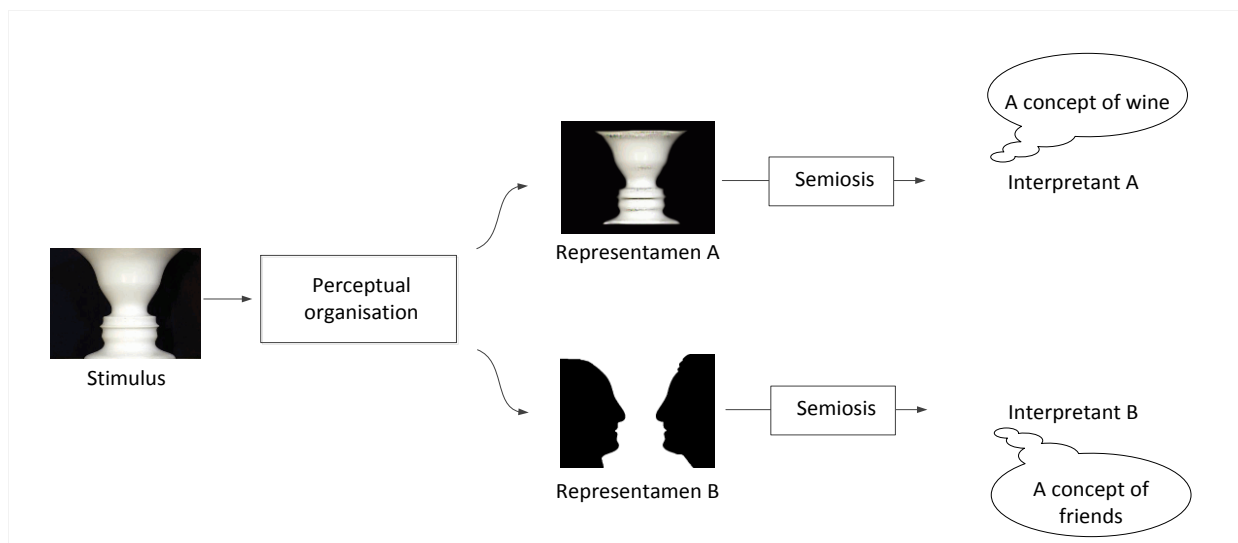 A concept of wine
Semiosis
Interpretant A
Representamen A
Perceptual
organisation
Stimulus
Semiosis
Interpretant B
Representamen B
A concept of
friends